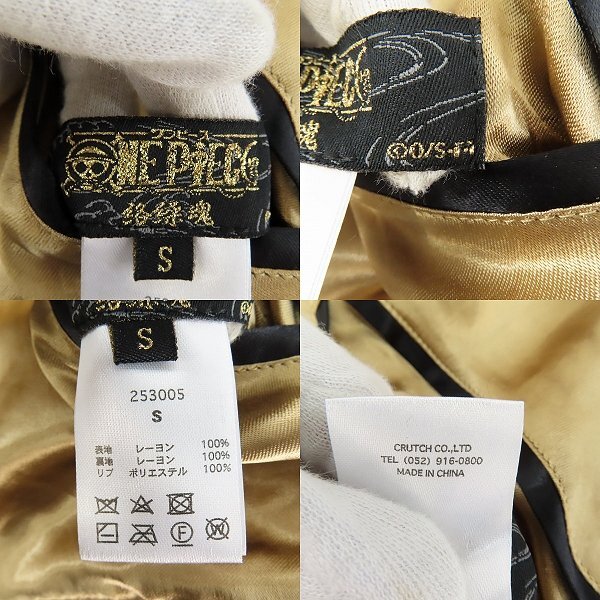 ワンピース
ONE PIECE
絡繰魂
S
PIECE
魂
©O/S・F・
S
253005
S
表地 レーヨン 100%
裏地 レーヨン 100%
リブ ポリエステル 100%
F
W
CRUTCH CO.,LTD
TEL (052) 916-0800
MADE IN CHINA